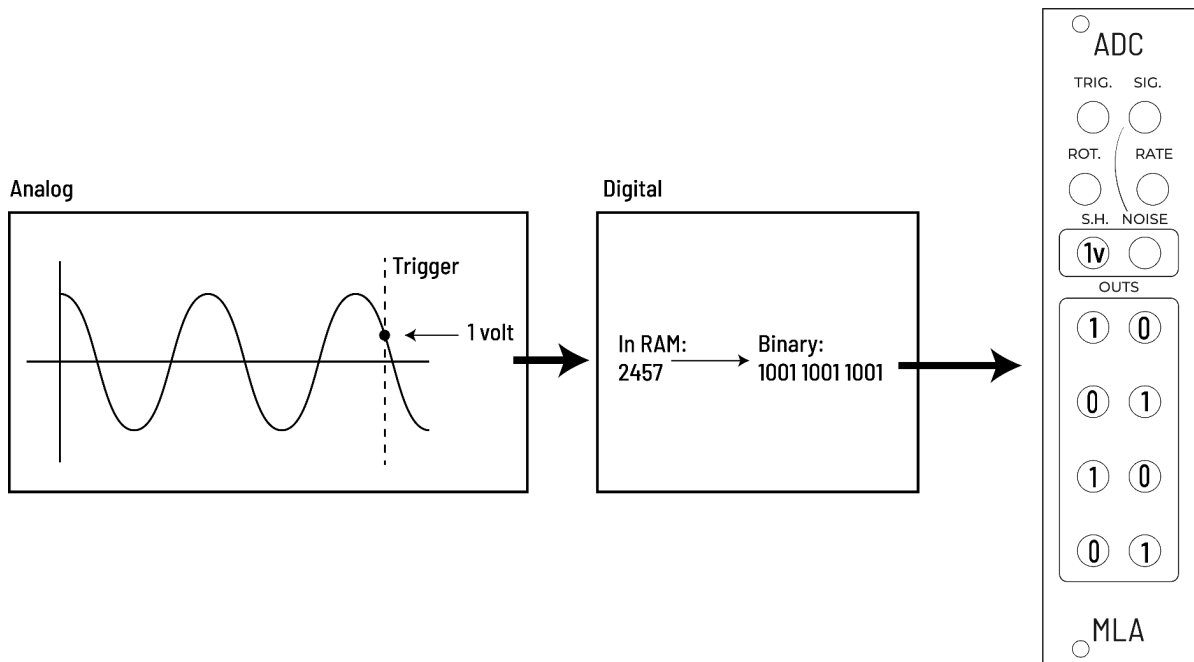 Analog
Trigger
1 volt
Digital
In RAM:
2457
Binary:
1001 1001 1001
ADC
TRIG. SIG.
ROT. RATE
S.H. NOISE
1v
OUTS
1 0
0 1
1 0
0 1
MLA